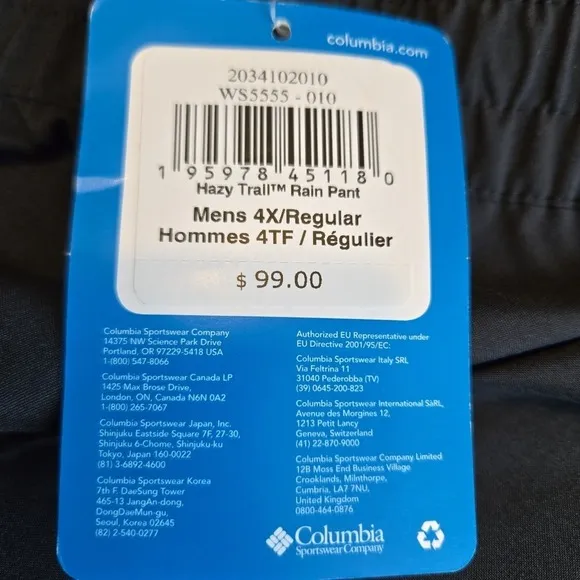 columbia.com
2034102010
WS5555 - 010
1 95978 45118 0
Hazy Trail™ Rain Pant
Mens 4X/Regular
Hommes 4TF / Régulier
$ 99.00
Columbia Sportswear Company
14375 NW Science Park Drive
Portland, OR 97229-5418 USA
1-(800) 547-8066
Columbia Sportswear Canada LP
1425 Max Brose Drive,
London, ON, Canada N6N 0A2
1-(800) 265-7067
Columbia Sportswear Japan, Inc.
Shinjuku Eastside Square 7F, 27-30,
Shinjuku 6-Chome, Shinjuku-ku
Tokyo, Japan 160-0022
(81) 3-6892-4600
Columbia Sportswear Korea
7th F. DaeSung Tower
465-13 JangAn-dong,
DongDaeMun-gu,
Seoul, Korea 02645
(82) 2-540-0277
Authorized EU Representative under
EU Directive 2001/95/EC:
Columbia Sportswear Italy SRL
Via Feltrina 11
31040 Pederobba (TV)
(39) 0645-200-823
Columbia Sportswear International SàRL,
Avenue des Morgines 12,
1213 Petit Lancy
Geneva, Switzerland
(41) 22-870-9000
Columbia Sportswear Company Limited
12B Moss End Business Village
Crooklands, Milnthorpe,
Cumbria, LA7 7NU,
United Kingdom
0800-464-0876
Columbia
Sportswear Company